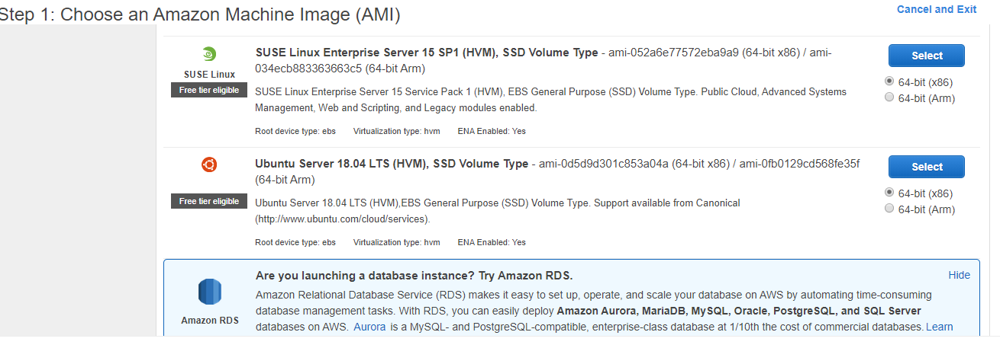 Step 1: Choose an Amazon Machine Image (AMI)
Cancel and Exit
SUSE Linux
Free tier eligible
SUSE Linux Enterprise Server 15 SP1 (HVM), SSD Volume Type - ami-052a6e77572eba9a9 (64-bit x86) / ami-
034ecb883363663c5 (64-bit Arm)
SUSE Linux Enterprise Server 15 Service Pack 1 (HVM), EBS General Purpose (SSD) Volume Type. Public Cloud, Advanced Systems
Management, Web and Scripting, and Legacy modules enabled.
Root device type: ebs Virtualization type: hvm ENA Enabled: Yes
Select
64-bit (x86)
64-bit (Arm)
Free tier eligible
Ubuntu Server 18.04 LTS (HVM), SSD Volume Type - ami-0d5d9d301c853a04a (64-bit x86) / ami-0fb0129cd568fe35f
(64-bit Arm)
Ubuntu Server 18.04 LTS (HVM),EBS General Purpose (SSD) Volume Type. Support available from Canonical
(http://www.ubuntu.com/cloud/services).
Root device type: ebs Virtualization type: hvm ENA Enabled: Yes
Select
64-bit (x86)
64-bit (Arm)
Amazon RDS
Are you launching a database instance? Try Amazon RDS.
Hide
Amazon Relational Database Service (RDS) makes it easy to set up, operate, and scale your database on AWS by automating time-consuming
database management tasks. With RDS, you can easily deploy Amazon Aurora, MariaDB, MySQL, Oracle, PostgreSQL, and SQL Server
databases on AWS. Aurora is a MySQL- and PostgreSQL-compatible, enterprise-class database at 1/10th the cost of commercial databases. Learn